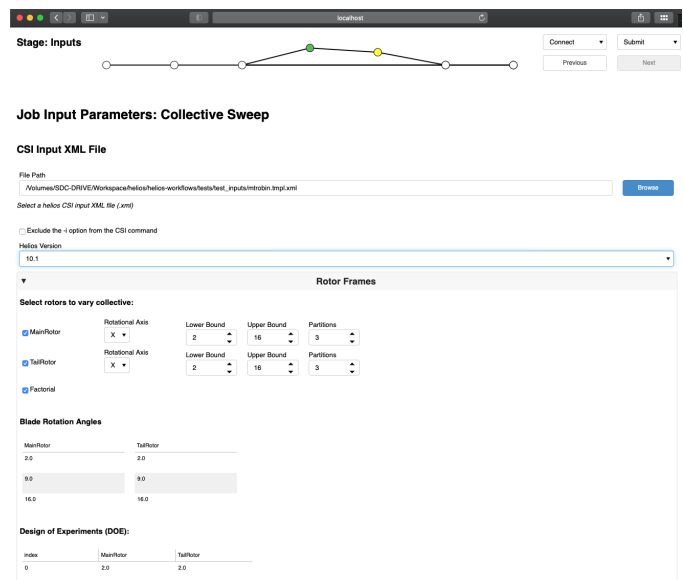 localhost
Stage: Inputs
Connect
Submit
Previous
Next
Job Input Parameters: Collective Sweep
CSI Input XML File
File Path
/Volumes/SDC-DRIVE/Workspace/helios/helios-workflows/tests/test_inputs/mtrobin.tmpl.xml
Browse
Select a helios CSI input XML file (.xml)
Exclude the -i option from the CSI command
Helios Version
10.1
Rotor Frames
Select rotors to vary collective:
MainRotor
Rotational Axis
X
Lower Bound
2
Upper Bound
16
Partitions
3
TailRotor
Rotational Axis
X
Lower Bound
2
Upper Bound
16
Partitions
3
Factorial
Blade Rotation Angles
MainRotor TailRotor
2.0 2.0
9.0 9.0
16.0 16.0
Design of Experiments (DOE):
index MainRotor TailRotor
0 2.0 2.0